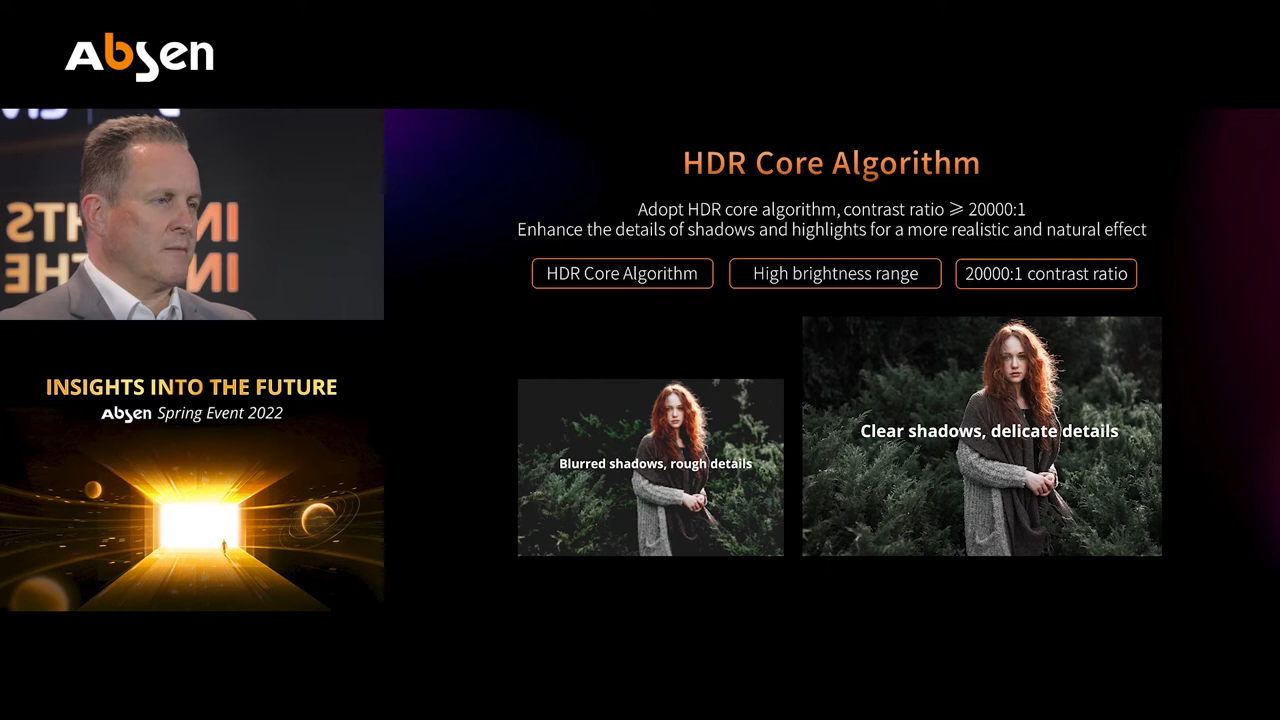 Absen
INSIGHTS INTO THE FUTURE
Absen Spring Event 2022
HDR Core Algorithm
Adopt HDR core algorithm, contrast ratio ⩾ 20000:1
Enhance the details of shadows and highlights for a more realistic and natural effect
HDR Core Algorithm
High brightness range
20000:1 contrast ratio
Blurred shadows, rough details
Clear shadows, delicate details